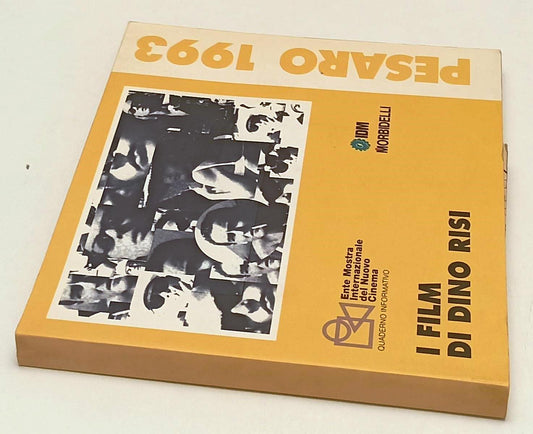 PESARO 1993
IDM
MORBIDELLI
Ente Mostra
Internazionale
del Nuovo
Cinema
QUADERNO INFORMATIVO
I FILM
DI DINO RISI